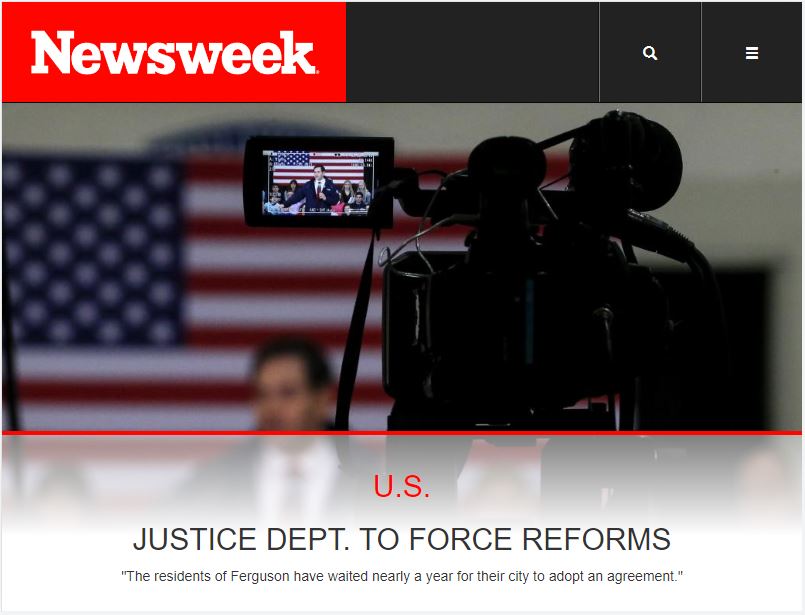 Newsweek
U.S.
JUSTICE DEPT. TO FORCE REFORMS
"The residents of Ferguson have waited nearly a year for their city to adopt an agreement."